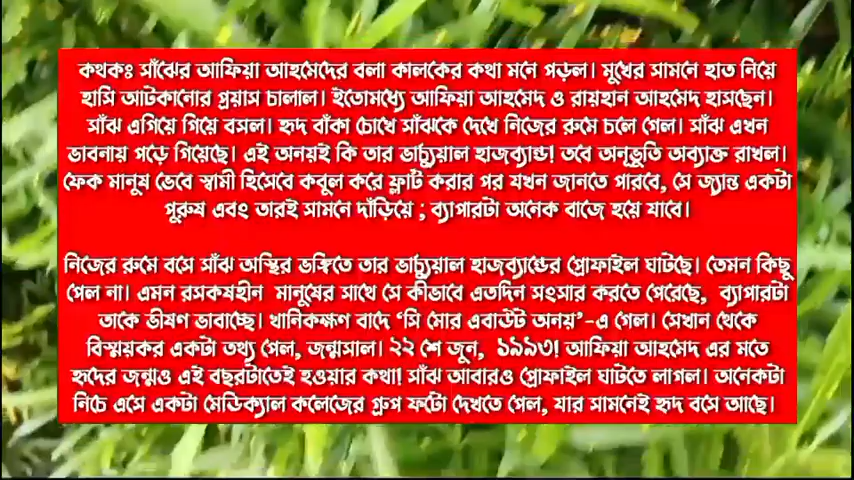 কথকঃ সাঁঝের আফিয়া আহমেদের বলা কালকের কথা মনে পড়ল। মুখের সামনে হাত নিয়ে
হাসি আটকানোর প্রয়াস চালাল। ইতোমধ্যে আফিয়া আহমেদ ও রায়হান আহমেদ হাসছেন।
সাঁঝ এগিয়ে গিয়ে বসল। হৃদ বাঁকা চোখে সাঁঝকে দেখে নিজের রুমে চলে গেল। সাঁঝ এখন
ভাবনায় পড়ে গিয়েছে। এই অনয়ই কি তার ভার্চ্যুয়াল হাজব্যান্ড! তবে অনূভুতি অব্যাক্ত রাখল।
ফেক মানুষ ভেবে স্বামী হিসেবে কবুল করে ফ্লার্ট করার পর যখন জানতে পারবে, সে জ্যান্ত একটা
পুরুষ এবং তারই সামনে দাঁড়িয়ে ; ব্যাপারটা অনেক বাজে হয়ে যাবে।
নিজের রুমে বসে সাঁঝ অস্থির ভঙ্গিতে তার ভার্চ্যুয়াল হাজব্যান্ডের প্রোফাইল ঘাটছে। তেমন কিছু
পেল না। এমন রসকষহীন মানুষের সাথে সে কীভাবে এতদিন সংসার করতে পেরেছে, ব্যাপারটা
তাকে ভীষণ ভাবাচ্ছে। খানিকক্ষণ বাদে ‘সি মোর এবাউট অনয়’-এ গেল। সেখান থেকে
বিস্ময়কর একটা তথ্য পেল, জন্মসাল। ২২ শে জুন, ১৯৯৩! আফিয়া আহমেদ এর মতে
হৃদের জন্মও এই বছরটাতেই হওয়ার কথা! সাঁঝ আবারও প্রোফাইল ঘাটতে লাগল। অনেকটা
নিচে এসে একটা মেডিক্যাল কলেজের গ্রুপ ফটো দেখতে পেল, যার সামনেই হৃদ বসে আছে।